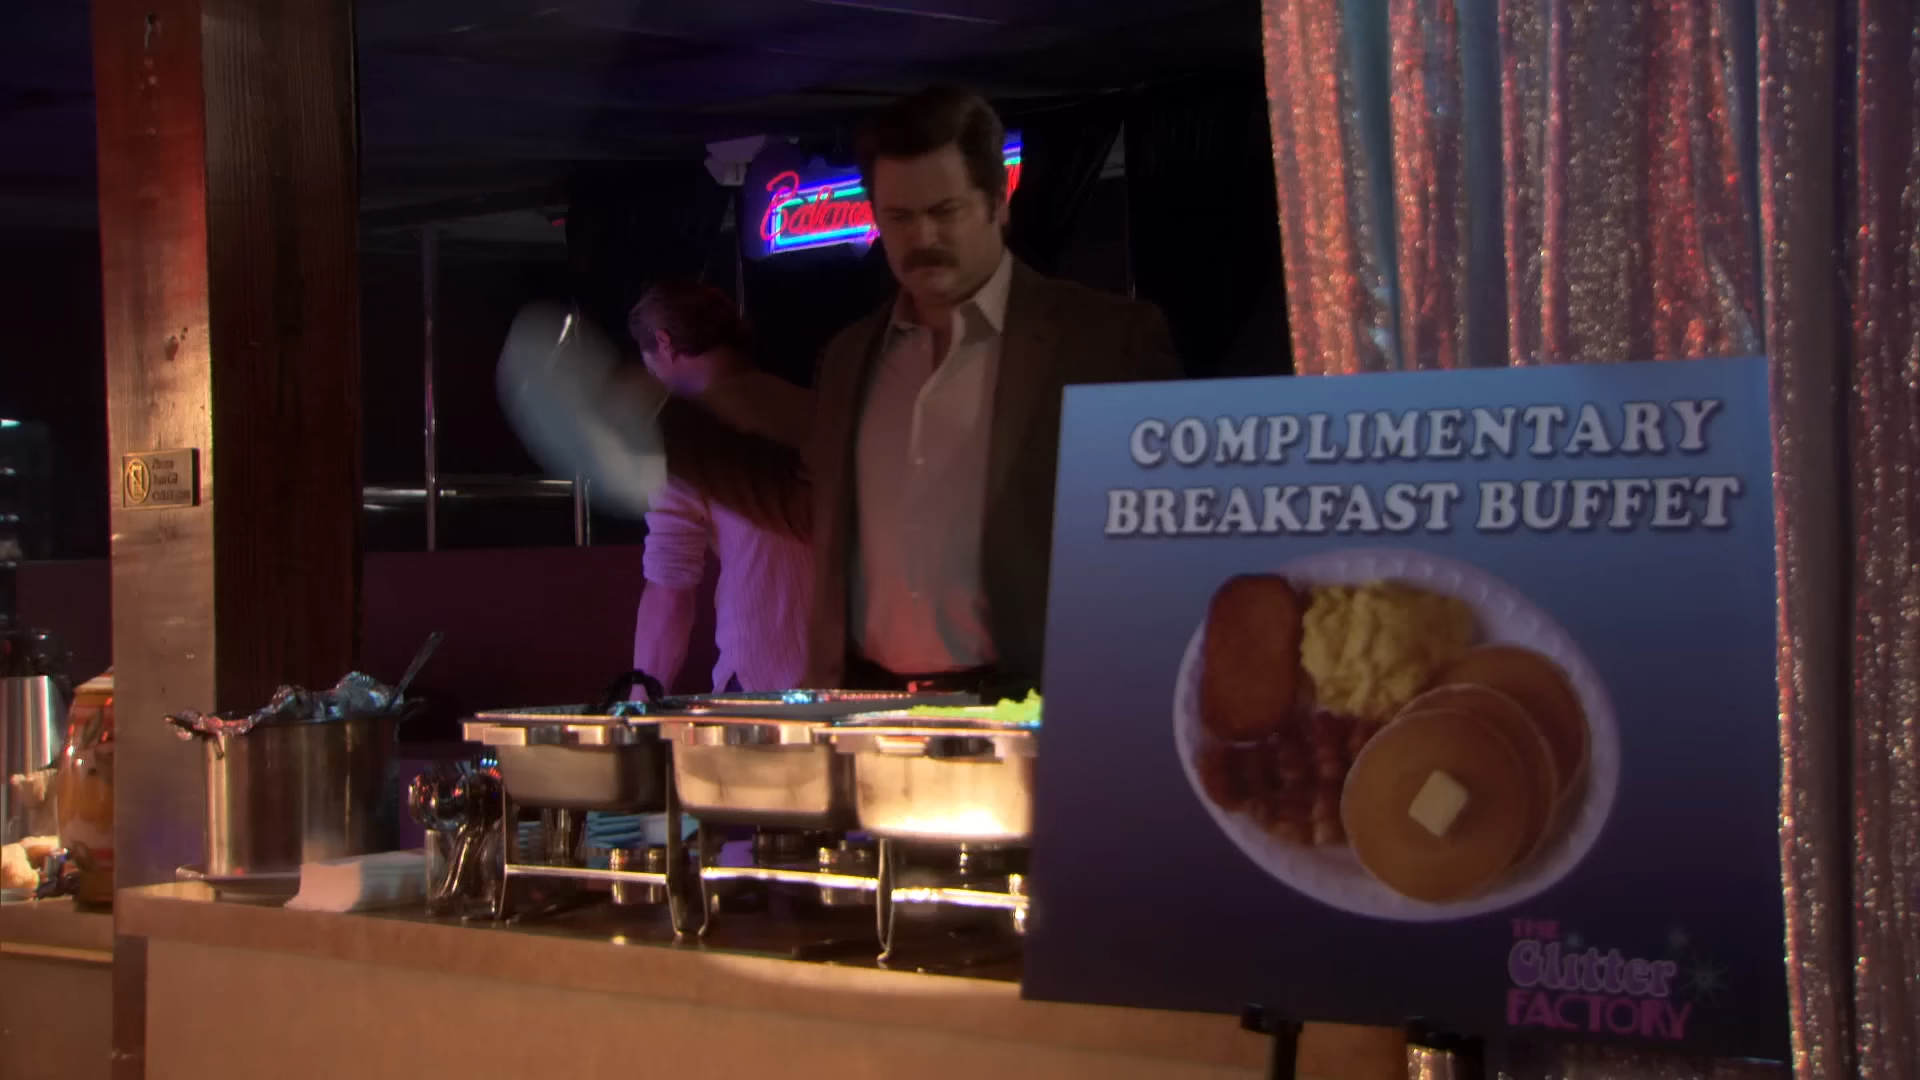 COMPLIMENTARY
BREAKFAST BUFFET
THE
Glitter
FACTORY